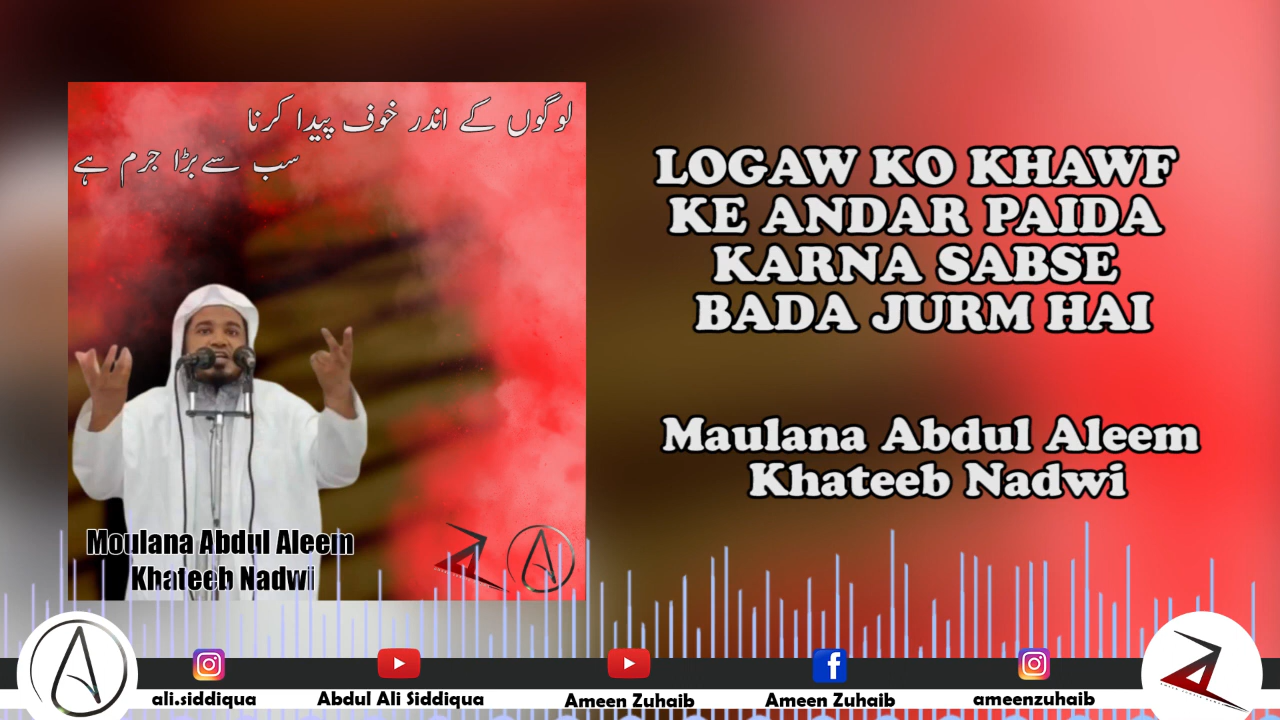 لوگوں کے اندر خوف پیدا کرنا
سب سے بڑا جرم ہے
Moulana Abdul Aleem
Khateeb Nadwi
LOGAW KO KHAWF
KE ANDAR PAIDA
KARNA SABSE
BADA JURM HAI
Maulana Abdul Aleem
Khateeb Nadwi
ali.siddiqua
Abdul Ali Siddiqua
Ameen Zuhaib
Ameen Zuhaib
ameenzuhaib